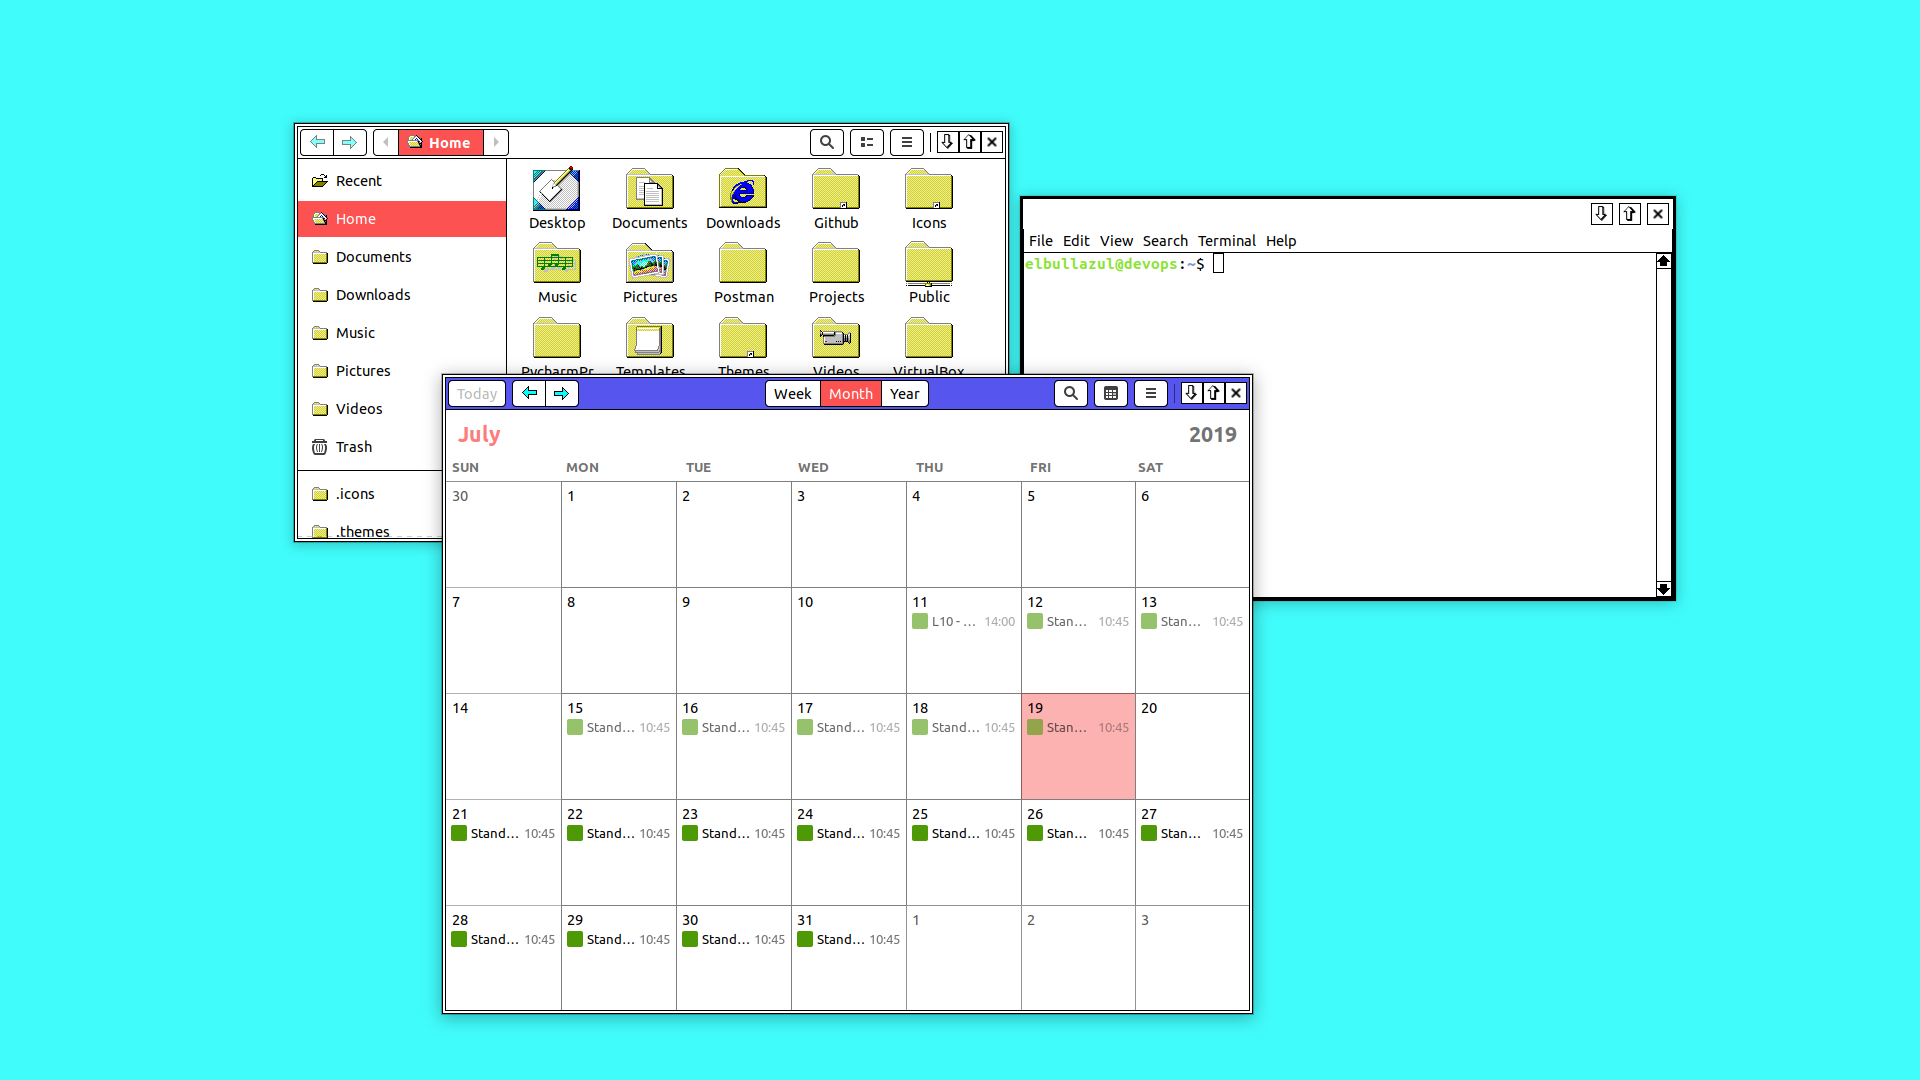 Home
Recent
Home
Documents
Downloads
Music
Pictures
Videos
Trash
.icons
.themes
Desktop Documents Downloads Github Icons
Music Pictures Postman Projects Public
PycharmPr Templates Themes Videos VirtualBox
File Edit View Search Terminal Help
elbullazul@devops:~$
Today Week Month Year
July 2019
SUN MON TUE WED THU FRI SAT
30 1 2 3 4 5 6
7 8 9 10 11 12 13
L10 - ... 14:00 Stan... 10:45 Stan... 10:45
14 15 16 17 18 19 20
Stand... 10:45 Stand... 10:45 Stand... 10:45 Stand... 10:45 Stan... 10:45
21 22 23 24 25 26 27
Stand... 10:45 Stand... 10:45 Stand... 10:45 Stand... 10:45 Stand... 10:45 Stan... 10:45 Stan... 10:45
28 29 30 31 1 2 3
Stand... 10:45 Stand... 10:45 Stand... 10:45 Stand... 10:45